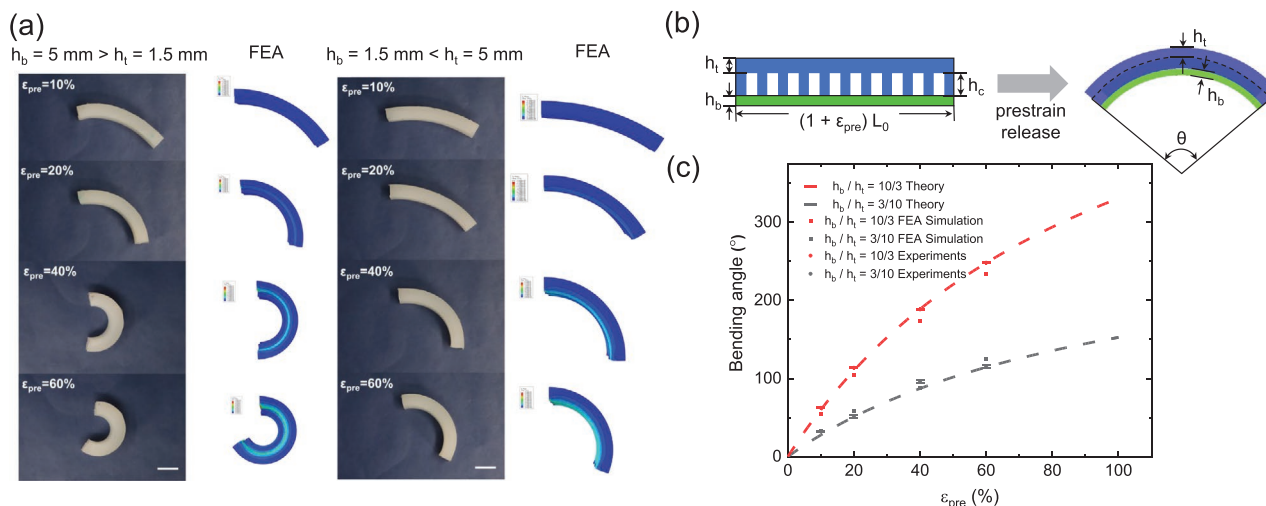 (a)
h_b = 5 mm > h_t = 1.5 mm
FEA
h_b = 1.5 mm < h_t = 5 mm
FEA
ε_pre=10%
ε_pre=10%
ε_pre=20%
ε_pre=20%
ε_pre=40%
ε_pre=40%
ε_pre=60%
ε_pre=60%
(b)
h_t
h_b
h_c
(1 + ε_pre) L_0
prestrain
release
h_t
h_b
θ
(c)
h_b / h_t = 10/3 Theory
h_b / h_t = 3/10 Theory
h_b / h_t = 10/3 FEA Simulation
h_b / h_t = 3/10 FEA Simulation
h_b / h_t = 10/3 Experiments
h_b / h_t = 3/10 Experiments
Bending angle (°)
300
200
100
0
0
20
40
60
80
100
ε_pre (%)